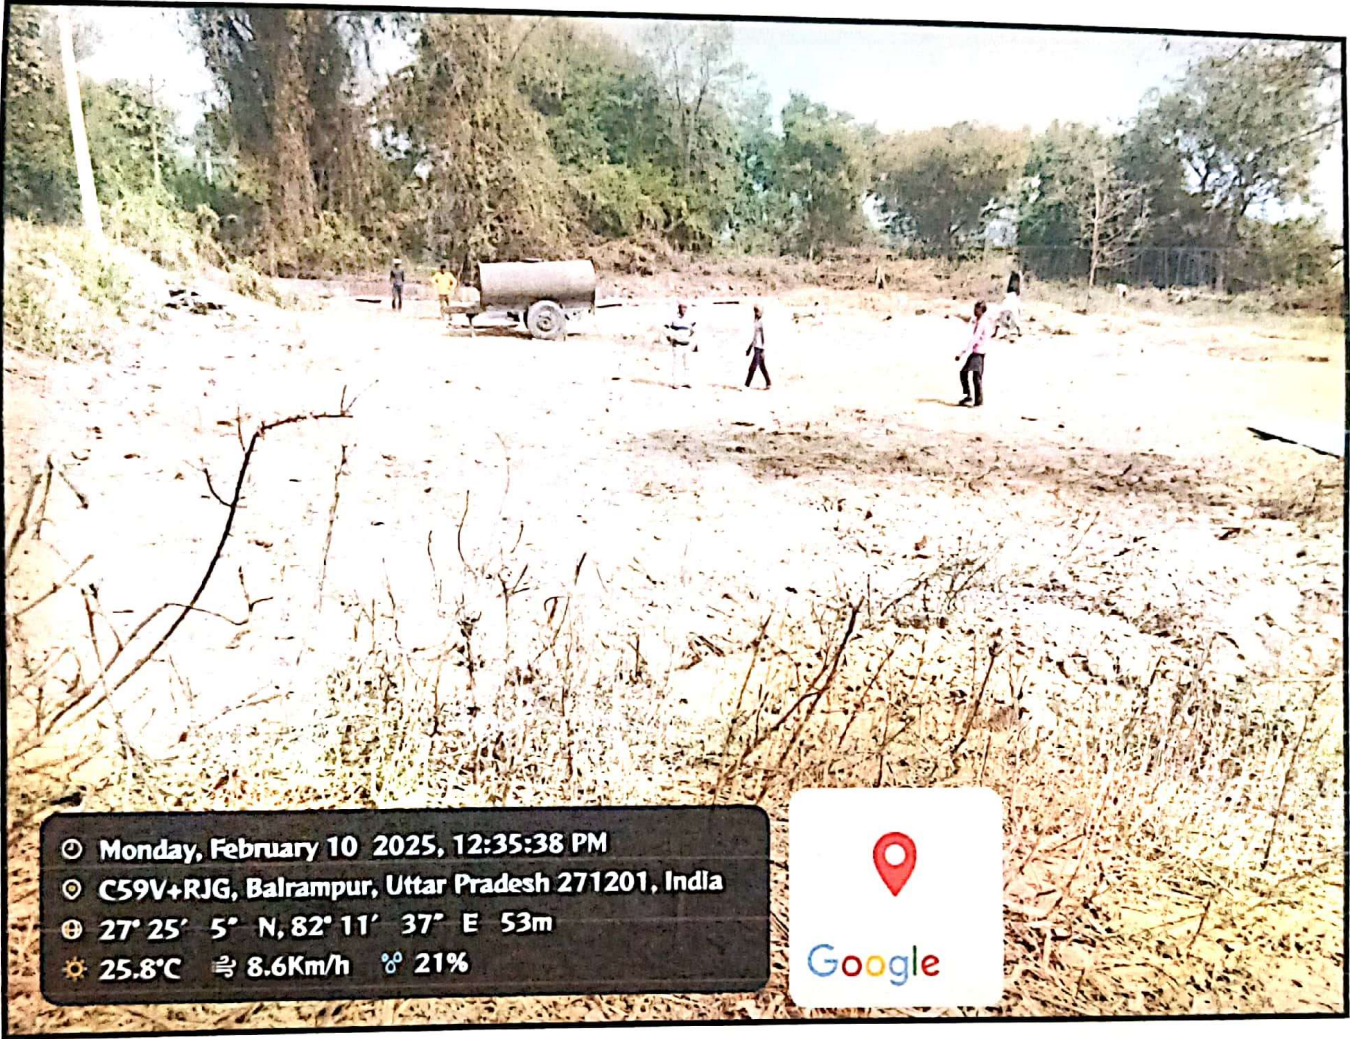 Monday, February 10 2025, 12:35:38 PM
C59V+RJG, Balrampur, Uttar Pradesh 271201, India
27° 25′ 5″ N, 82° 11′ 37″ E 53m
25.8°C 8.6Km/h 21%
Google